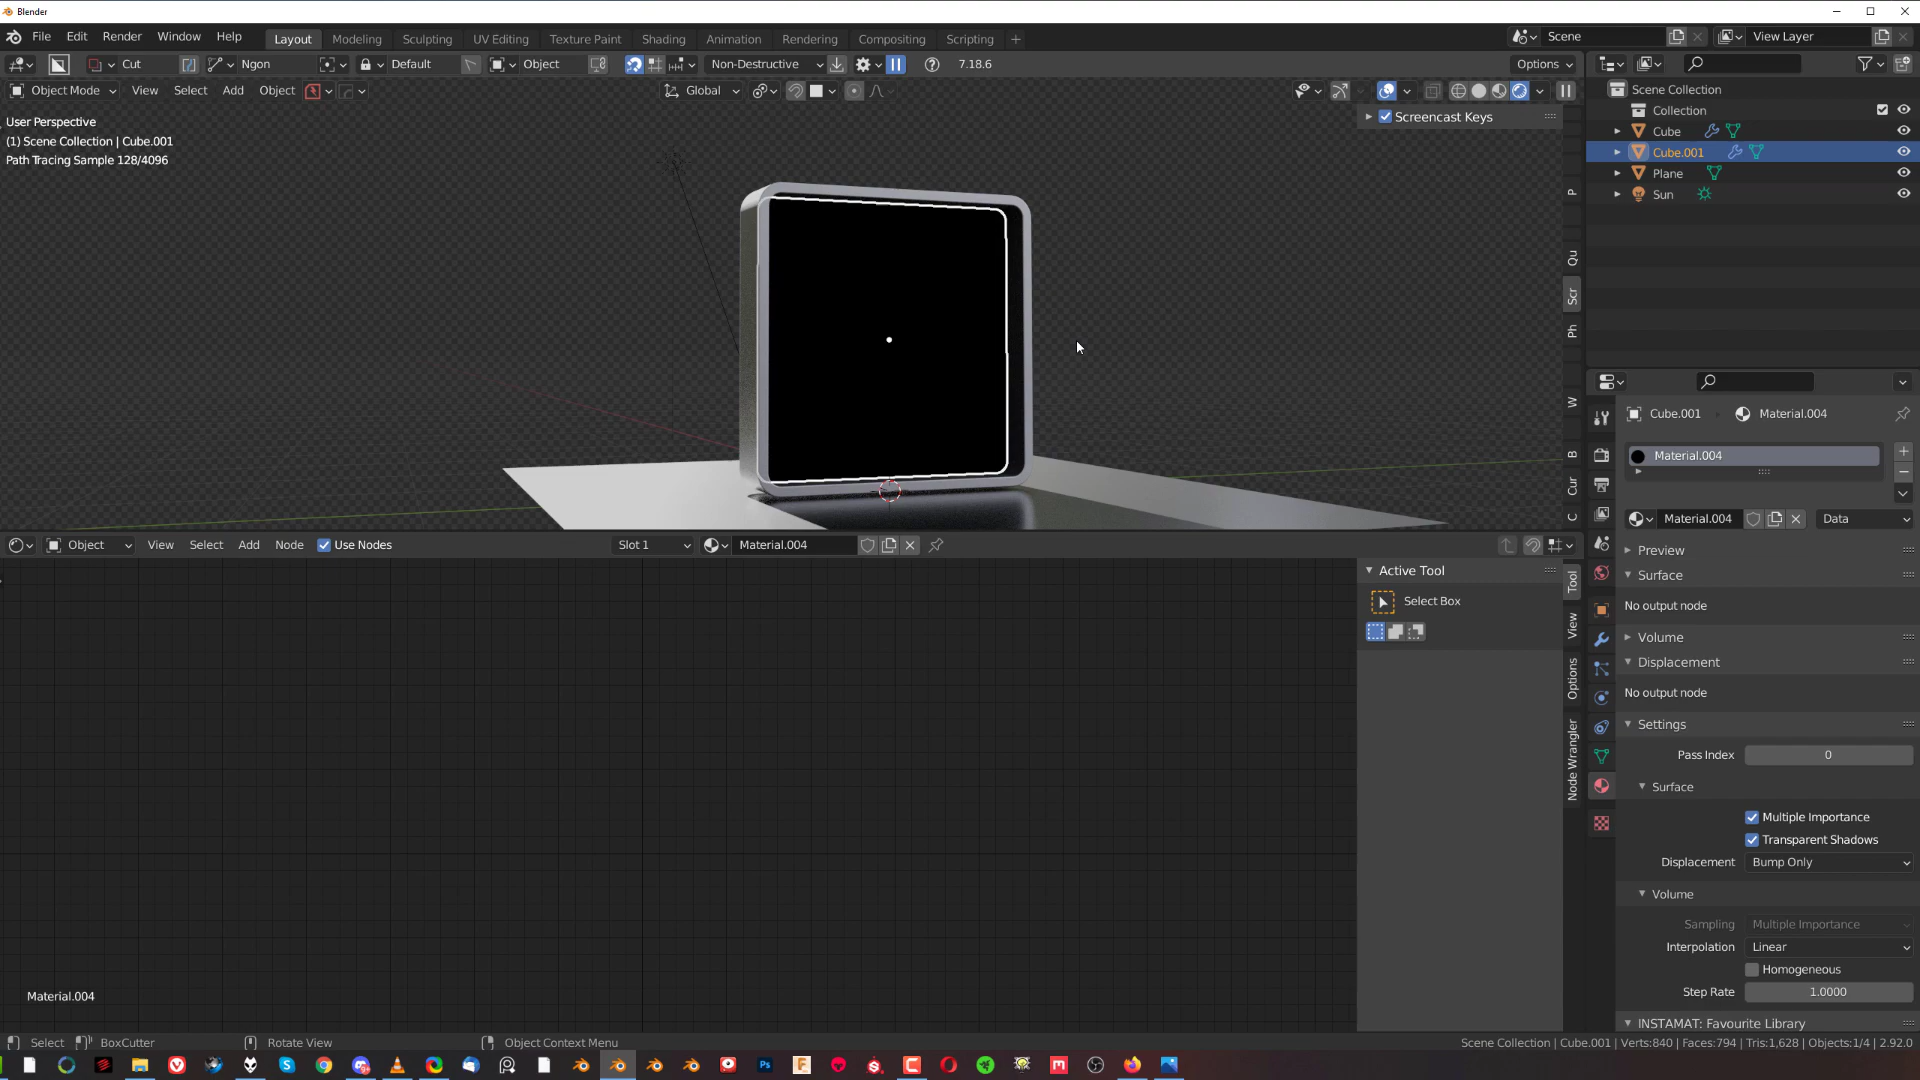 Blender
File Edit Render Window Help Layout Modeling Sculpting UV Editing Texture Paint Shading Animation Rendering Compositing Scripting + Scene View Layer
Cut Ngon Default Object Non-Destructive 7.18.6 Options
Object Mode View Select Add Object Global
User Perspective
(1) Scene Collection | Cube.001
Path Tracing Sample 128/4096
Screencast Keys
P
Qu
Scr
Ph
W
B
Cur
C
Scene Collection
Collection
Cube
Cube.001
Plane
Sun
Cube.001 Material.004
Material.004
Material.004 Data
Preview
Surface
No output node
Volume
Displacement
No output node
Settings
Pass Index 0
Surface
Multiple Importance
Transparent Shadows
Displacement Bump Only
Volume
Sampling Multiple Importance
Interpolation Linear
Homogeneous
Step Rate 1.0000
INSTAMAT: Favourite Library
Object View Select Add Node Use Nodes Slot 1 Material.004
Active Tool
Select Box
Tool
View
Options
Node Wrangler
Material.004
Select BoxCutter Rotate View Object Context Menu
Scene Collection | Cube.001 | Verts:840 | Faces:794 | Tris:1,628 | Objects:1/4 | 2.92.0